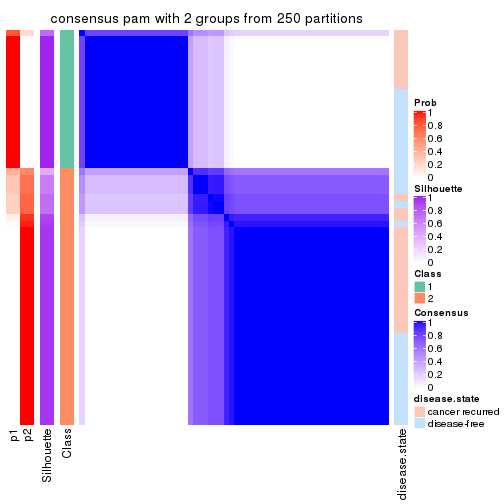 consensus pam with 2 groups from 250 partitions
Prob
1
0.8
0.6
0.4
0.2
0
Silhouette
1
0.8
0.6
0.4
0.2
0
Class
1
2
Consensus
1
0.8
0.6
0.4
0.2
0
disease.state
cancer recurred
disease-free
p1
p2
Silhouette
Class
disease.state